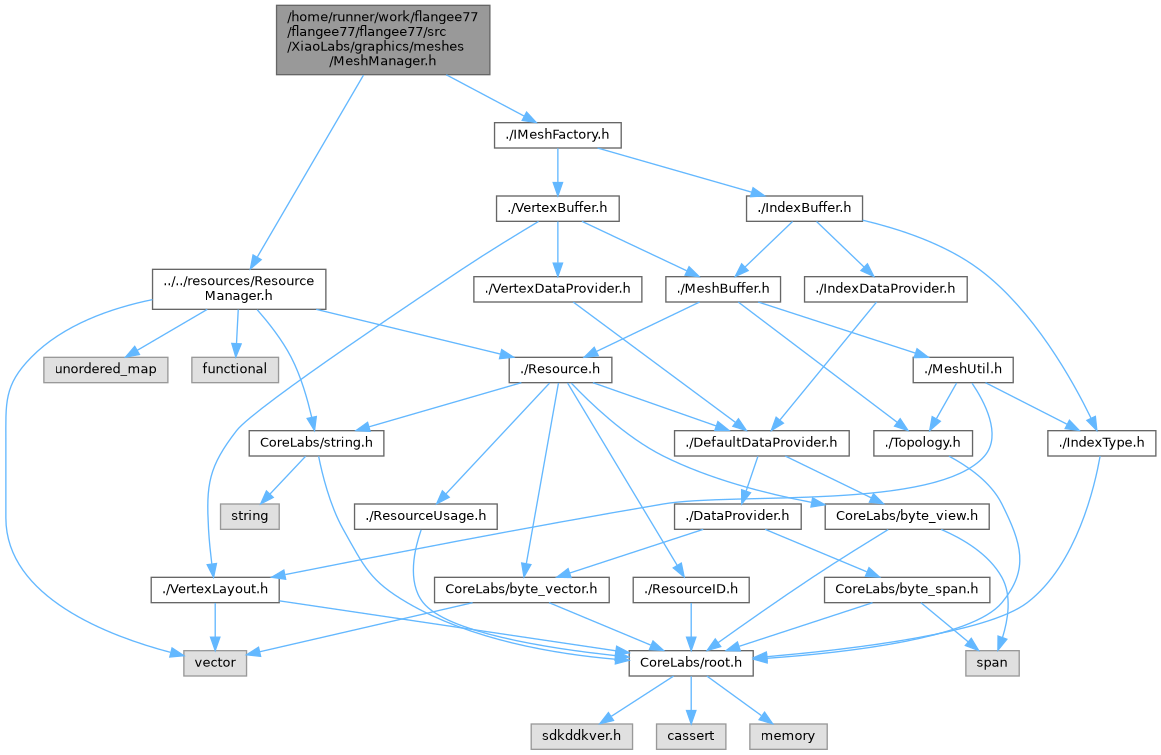 /home/runner/work/flangee77
/flangee77/flangee77/src
/XiaoLabs/graphics/meshes
/MeshManager.h
./IMeshFactory.h
./VertexBuffer.h
./IndexBuffer.h
../../resources/Resource
Manager.h
./VertexDataProvider.h
./MeshBuffer.h
./IndexDataProvider.h
unordered_map
functional
./Resource.h
./MeshUtil.h
CoreLabs/string.h
./DefaultDataProvider.h
./Topology.h
./IndexType.h
string
./ResourceUsage.h
./DataProvider.h
CoreLabs/byte_view.h
./VertexLayout.h
CoreLabs/byte_vector.h
./ResourceID.h
CoreLabs/byte_span.h
vector
CoreLabs/root.h
span
sdkddkver.h
cassert
memory